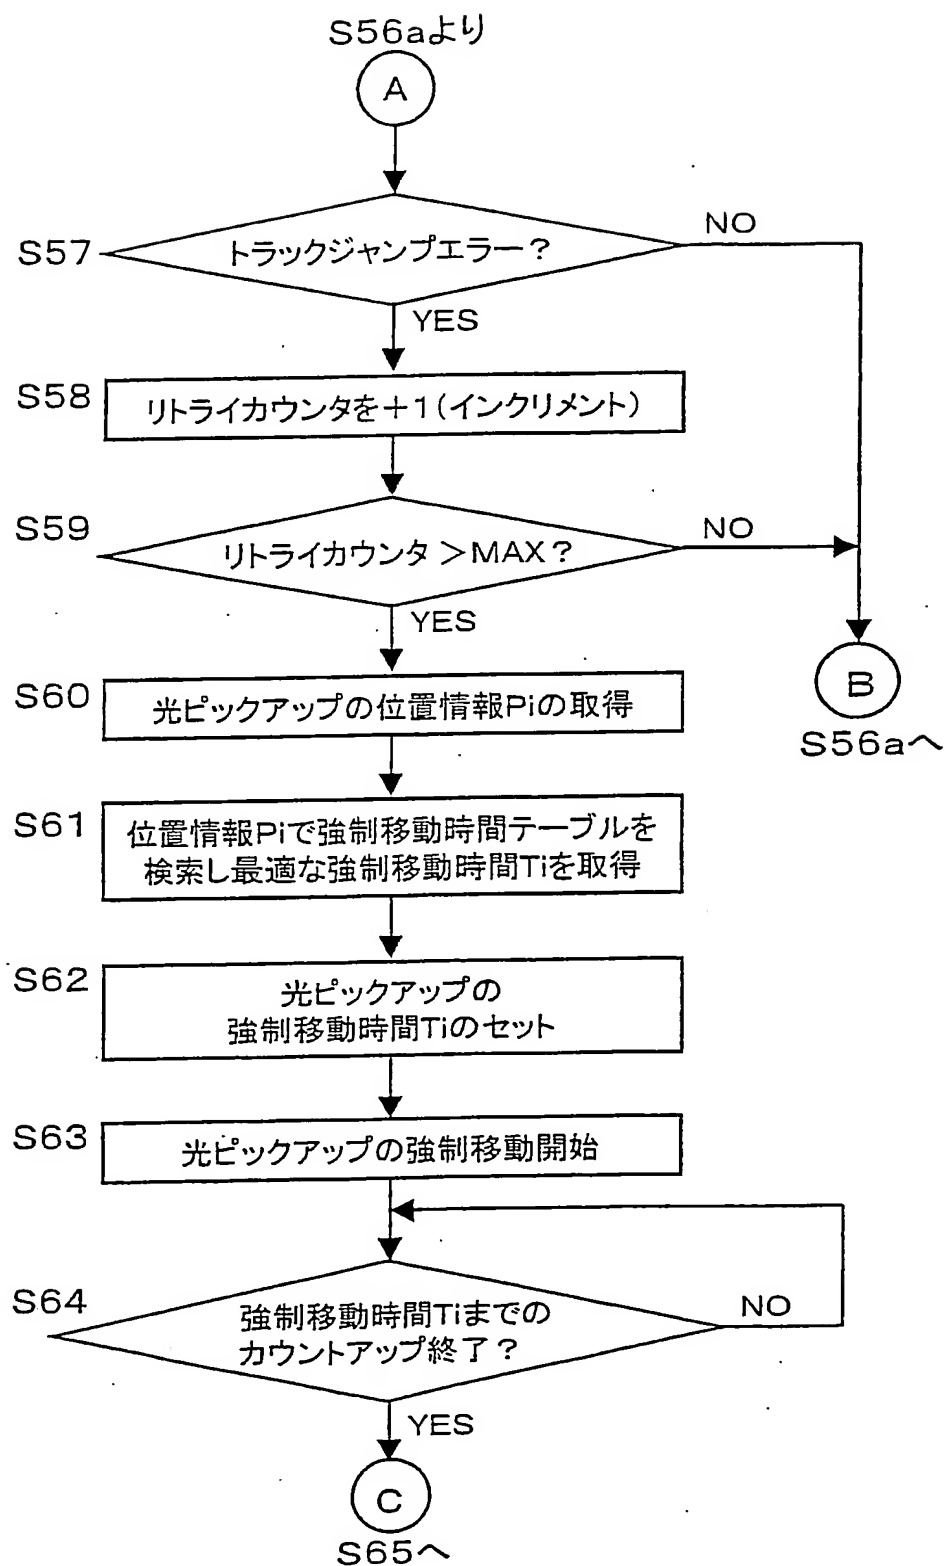 S56aより
A
S57
トラックジャンプエラー？
NO
YES
S58
リトライカウンタを＋1(インクリメント)
S59
リトライカウンタ＞MAX？
NO
YES
B
S56aへ
S60
光ピックアップの位置情報Piの取得
S61
位置情報Piで強制移動時間テーブルを
検索し最適な強制移動時間Tiを取得
S62
光ピックアップの
強制移動時間Tiのセット
S63
光ピックアップの強制移動開始
S64
強制移動時間Tiまでの
カウントアップ終了？
NO
YES
C
S65へ